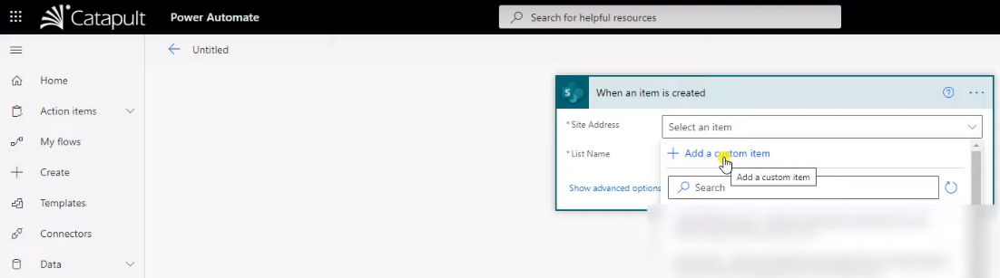 Catapult Power Automate Search for helpful resources
Untitled
Home
Action items
My flows
Create
Templates
Connectors
Data
S When an item is created
* Site Address Select an item
* List Name Add a custom item
Add a custom item
Show advanced options Search